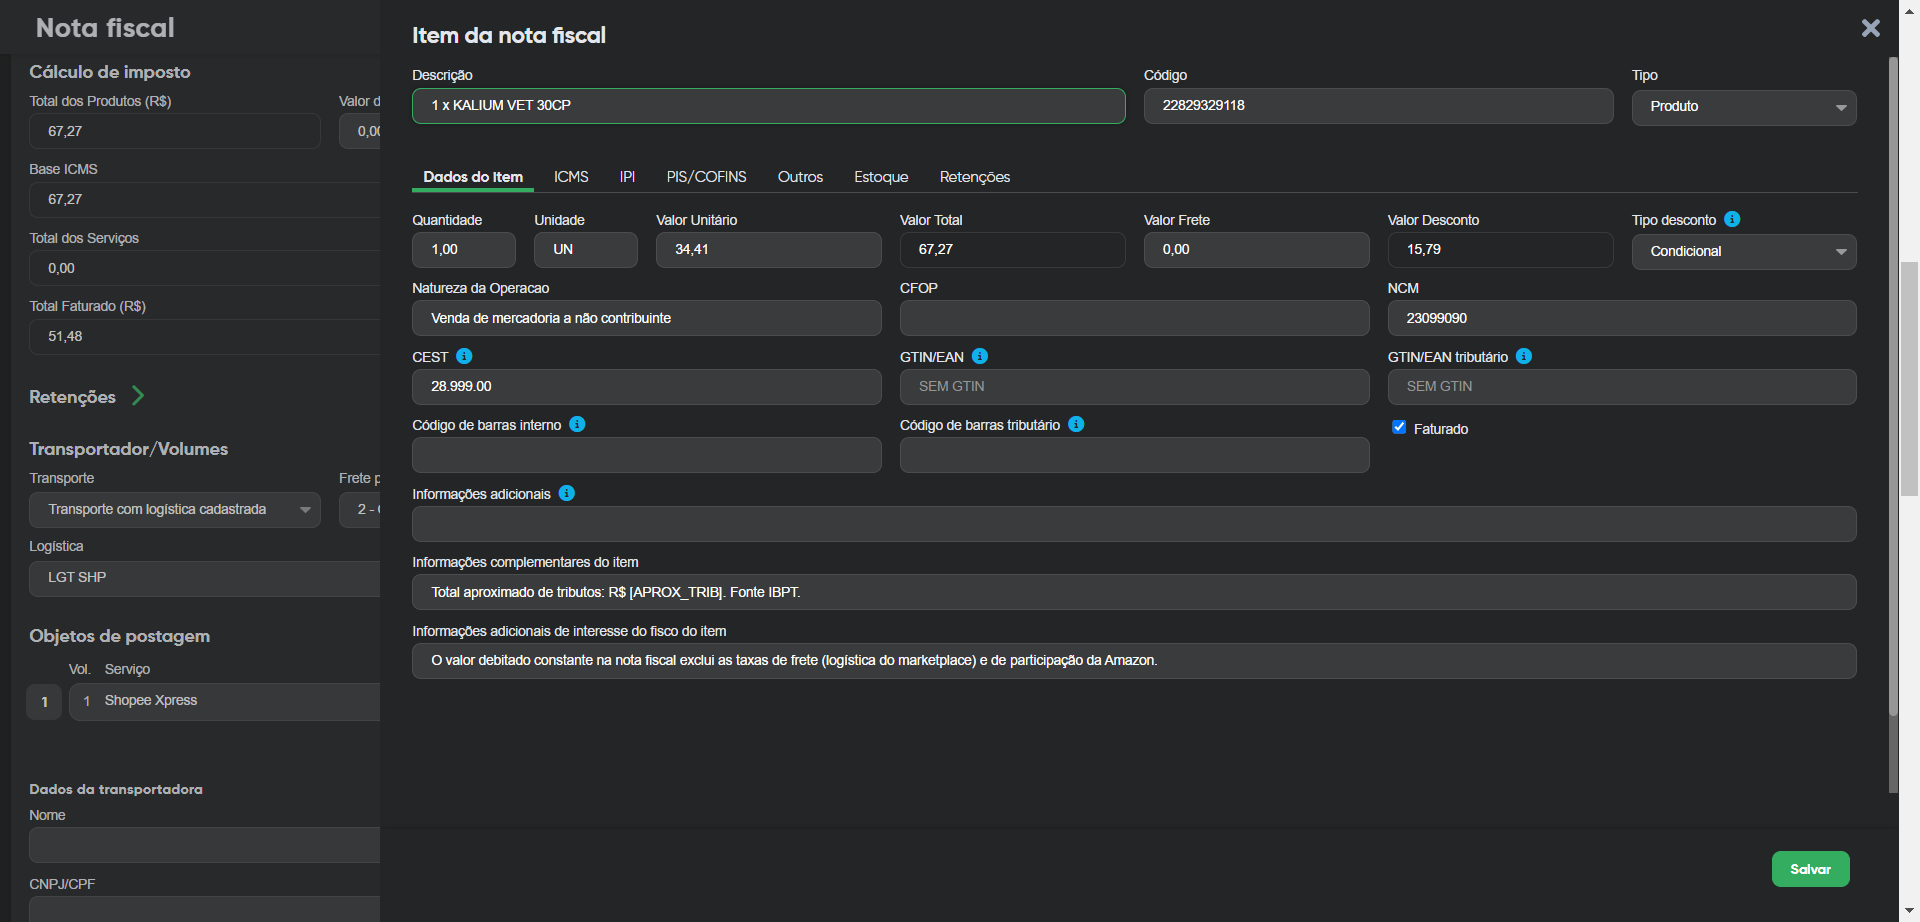 Nota fiscal
Cálculo de imposto
Total dos Produtos (R$)
67,27
0,00
Base ICMS
67,27
Total dos Serviços
0,00
Total Faturado (R$)
51,48
Retenções
Transportador/Volumes
Transporte
Frete
Transporte com logística cadastrada
2 -
Logística
LGT SHP
Objetos de postagem
Vol. Serviço
1 1 Shopee Xpress
Dados da transportadora
Nome
CNPJ/CPF
Item da nota fiscal
Descrição
1 x KALIUM VET 30CP
Código
22829329118
Tipo
Produto
Dados do Item ICMS IPI PIS/COFINS Outros Estoque Retenções
Quantidade Unidade Valor Unitário Valor Total Valor Frete Valor Desconto Tipo desconto
1,00 UN 34,41 67,27 0,00 15,79 Condicional
Natureza da Operacao CFOP NCM
Venda de mercadoria a não contribuinte 23099090
CEST GTIN/EAN GTIN/EAN tributário
28.999.00 SEM GTIN SEM GTIN
Código de barras interno Código de barras tributário Faturado
Informações adicionais
Informações complementares do item
Total aproximado de tributos: R$ [APROX_TRIB]. Fonte IBPT.
Informações adicionais de interesse do fisco do item
O valor debitado constante na nota fiscal exclui as taxas de frete (logística do marketplace) e de participação da Amazon.
Salvar